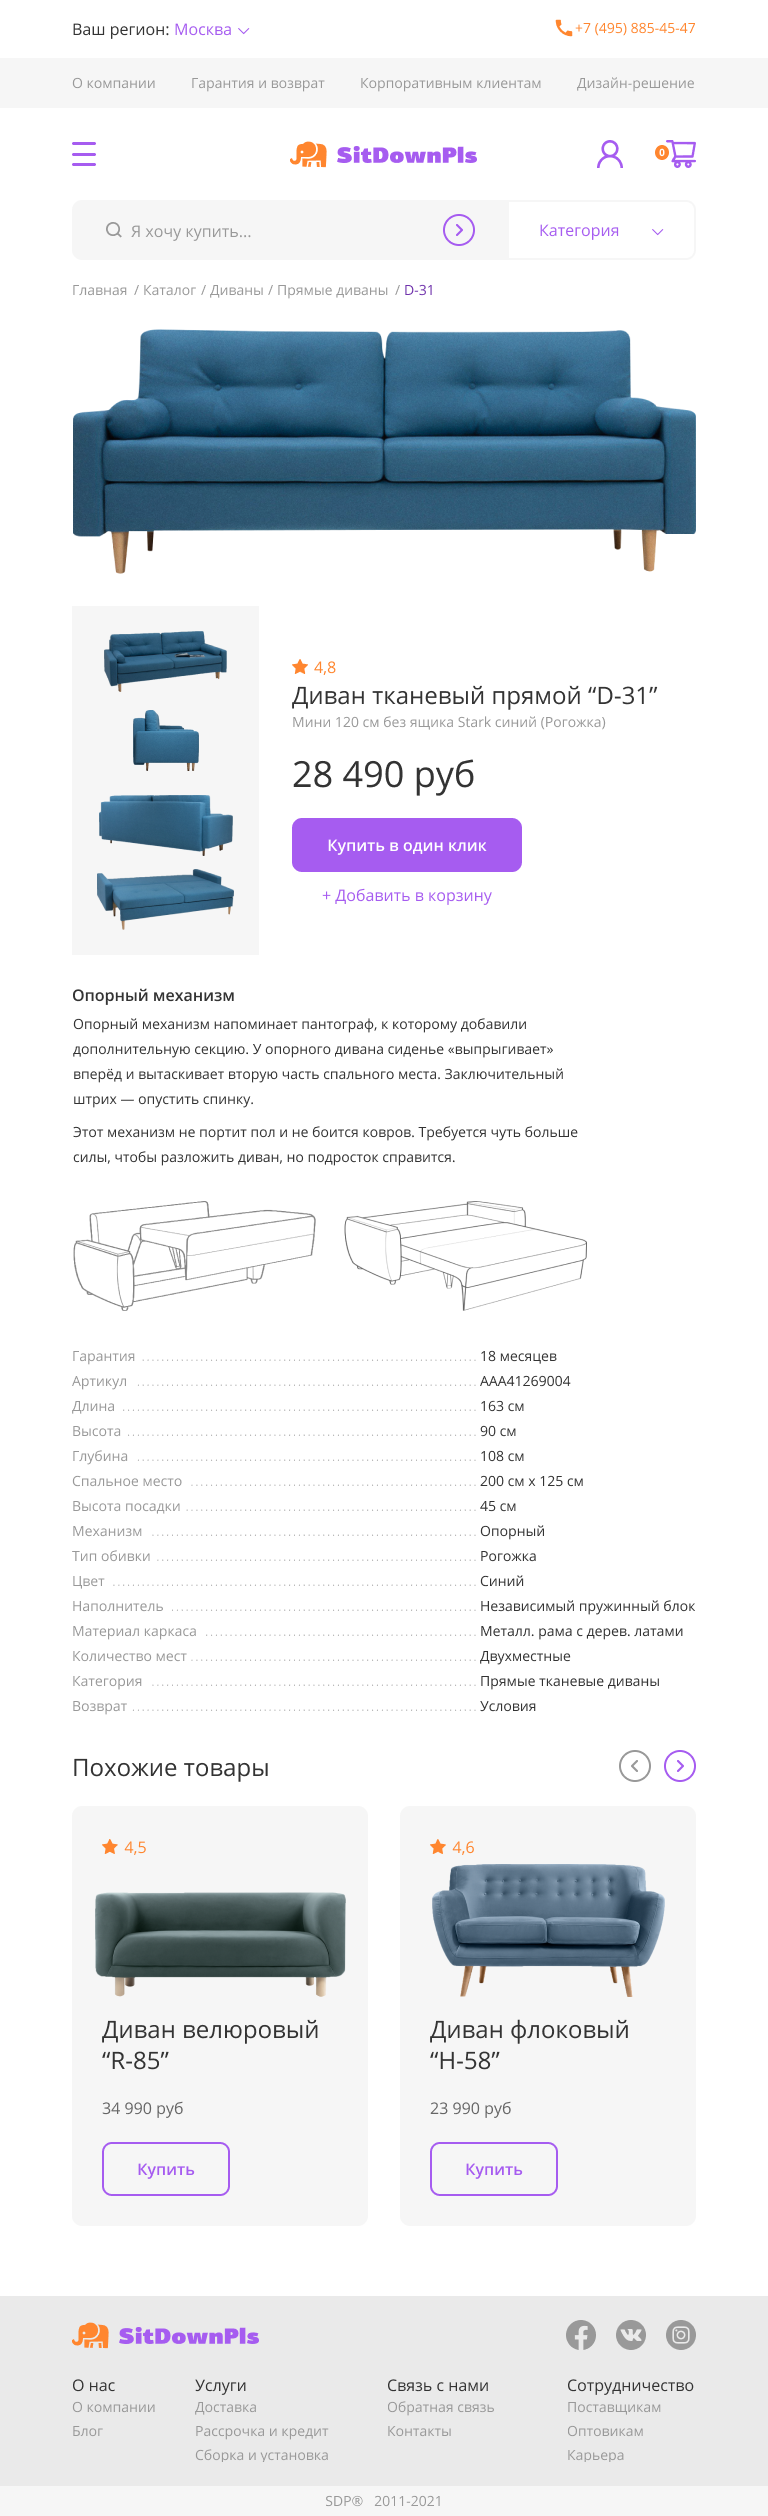 Ваш регион: Москва
+7 (495) 885-45-47
О компании Гарантия и возврат Корпоративным клиентам Дизайн-решение
SitDownPls
0
Я хочу купить...
Категория
Главная / Каталог / Диваны / Прямые диваны / D-31
4,8
Диван тканевый прямой “D-31”
Мини 120 см без ящика Stark синий (Рогожка)
28 490 руб
Купить в один клик
+ Добавить в корзину
Опорный механизм
Опорный механизм напоминает пантограф, к которому добавили
дополнительную секцию. У опорного дивана сиденье «выпрыгивает»
вперёд и вытаскивает вторую часть спального места. Заключительный
штрих — опустить спинку.
Этот механизм не портит пол и не боится ковров. Требуется чуть больше
силы, чтобы разложить диван, но подросток справится.
Гарантия 18 месяцев
Артикул ААА41269004
Длина 163 см
Высота 90 см
Глубина 108 см
Спальное место 200 см х 125 см
Высота посадки 45 см
Механизм Опорный
Тип обивки Рогожка
Цвет Синий
Наполнитель Независимый пружинный блок
Материал каркаса Металл. рама с дерев. латами
Количество мест Двухместные
Категория Прямые тканевые диваны
Возврат Условия
Похожие товары
4,5
Диван велюровый
“R-85”
34 990 руб
Купить
4,6
Диван флоковый
“H-58”
23 990 руб
Купить
SitDownPls
О нас
О компании
Блог
Услуги
Доставка
Рассрочка и кредит
Сборка и установка
Связь с нами
Обратная связь
Контакты
Сотрудничество
Поставщикам
Оптовикам
Карьера
SDP® 2011-2021